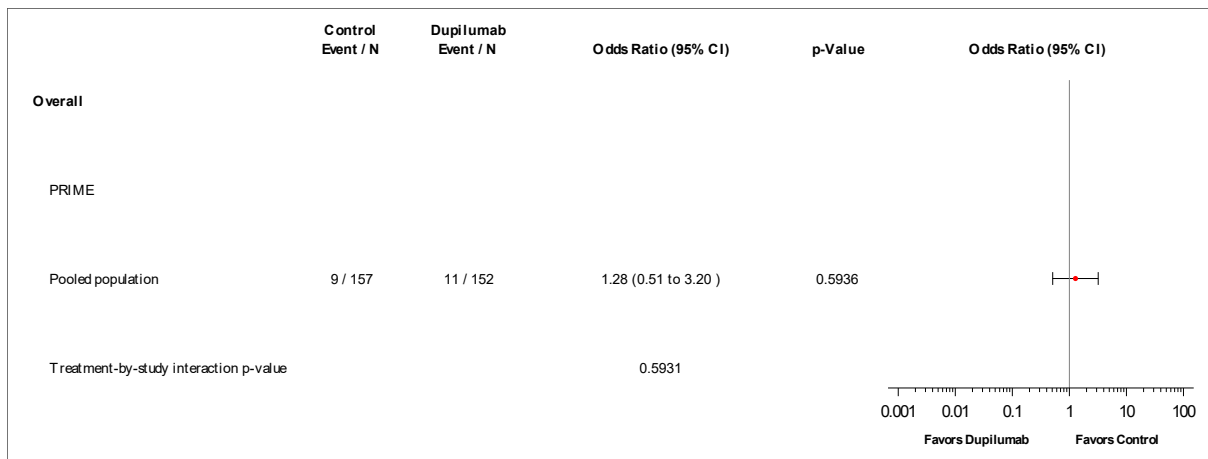 Control Dupilumab
Event / N Event / N Odds Ratio (95% CI) p-Value Odds Ratio (95% CI)
Overall
PRIME
Pooled population 9 / 157 11 / 152 1.28 (0.51 to 3.20 ) 0.5936
Treatment-by-study interaction p-value 0.5931
0.001 0.01 0.1 1 10 100
Favors Dupilumab Favors Control